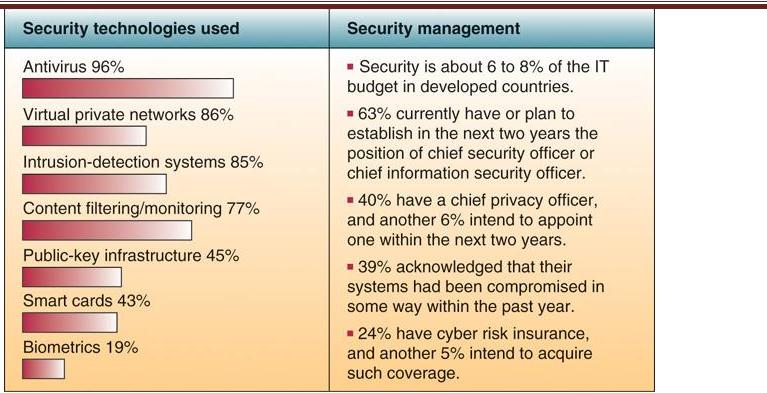 Security technologies used
Antivirus 96%
Virtual private networks 86%
Intrusion-detection systems 85%
Content filtering/monitoring 77%
Public-key infrastructure 45%
Smart cards 43%
Biometrics 19%
Security management
▪ Security is about 6 to 8% of the IT
budget in developed countries.
▪ 63% currently have or plan to
establish in the next two years the
position of chief security officer or
chief information security officer.
▪ 40% have a chief privacy officer,
and another 6% intend to appoint
one within the next two years.
▪ 39% acknowledged that their
systems had been compromised in
some way within the past year.
▪ 24% have cyber risk insurance,
and another 5% intend to acquire
such coverage.